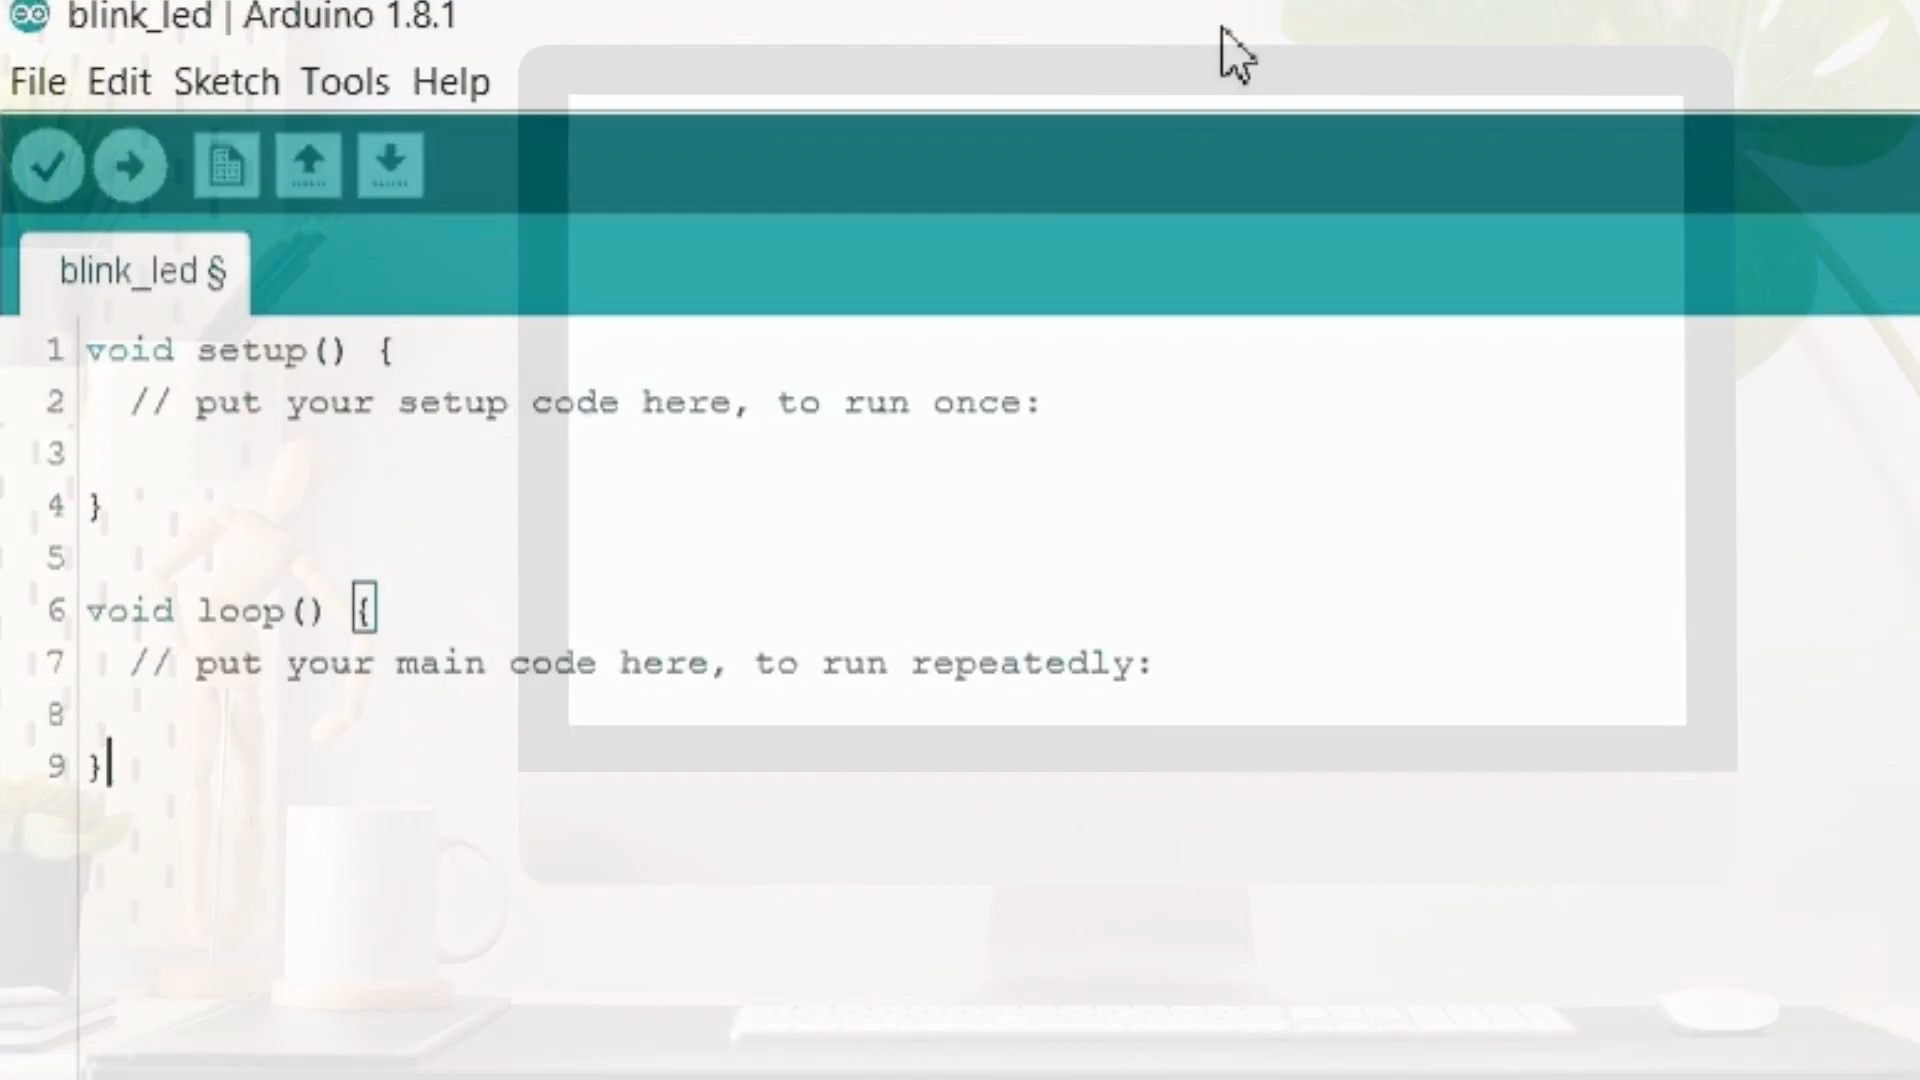 blink_led | Arduino 1.8.1
File Edit Sketch Tools Help
blink_led §
1 void setup() {
2 // put your setup code here, to run once:
3
4 }
5
6 void loop() {
7 // put your main code here, to run repeatedly:
8
9 }